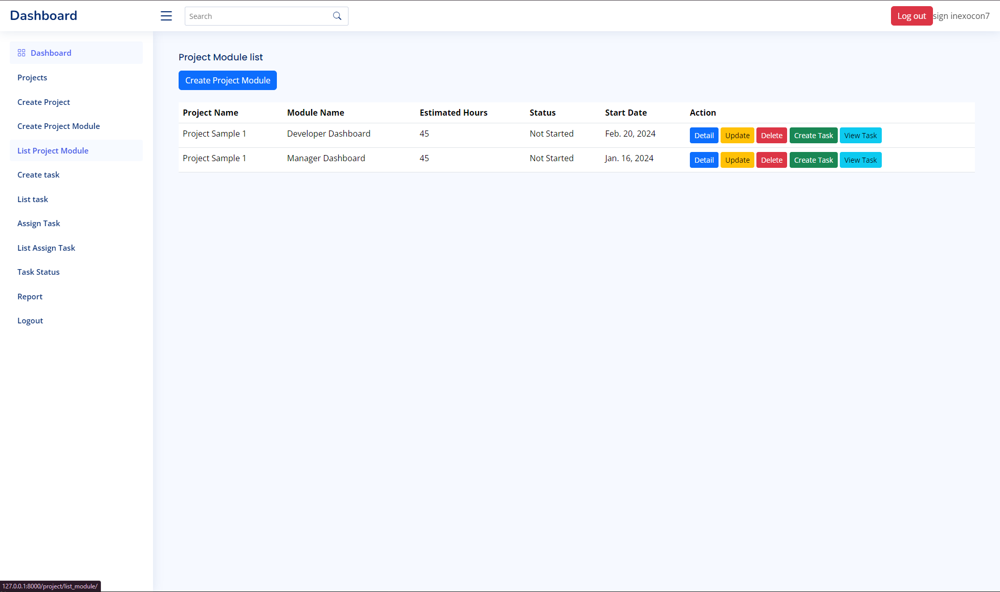 Dashboard
Search
Log out sign inexocon7
Dashboard
Projects
Create Project
Create Project Module
List Project Module
Create task
List task
Assign Task
List Assign Task
Task Status
Report
Logout
Project Module list
Create Project Module
Project Name Module Name Estimated Hours Status Start Date Action
Project Sample 1 Developer Dashboard 45 Not Started Feb. 20, 2024 Detail Update Delete Create Task View Task
Project Sample 1 Manager Dashboard 45 Not Started Jan. 16, 2024 Detail Update Delete Create Task View Task
127.0.0.1:8000/project/list_module/